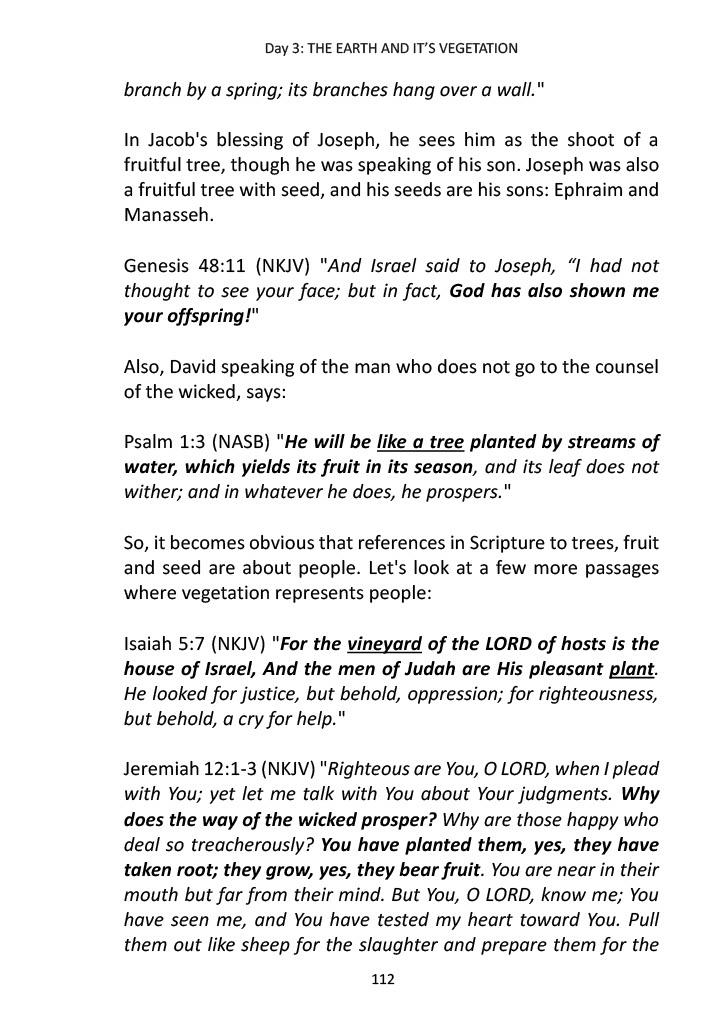 Day 3: THE EARTH AND IT’S VEGETATION
branch by a spring; its branches hang over a wall."
In Jacob's blessing of Joseph, he sees him as the shoot of a
fruitful tree, though he was speaking of his son. Joseph was also
a fruitful tree with seed, and his seeds are his sons: Ephraim and
Manasseh.
Genesis 48:11 (NKJV) "And Israel said to Joseph, “I had not
thought to see your face; but in fact, God has also shown me
your offspring!"
Also, David speaking of the man who does not go to the counsel
of the wicked, says:
Psalm 1:3 (NASB) "He will be like a tree planted by streams of
water, which yields its fruit in its season, and its leaf does not
wither; and in whatever he does, he prospers."
So, it becomes obvious that references in Scripture to trees, fruit
and seed are about people. Let's look at a few more passages
where vegetation represents people:
Isaiah 5:7 (NKJV) "For the vineyard of the LORD of hosts is the
house of Israel, And the men of Judah are His pleasant plant.
He looked for justice, but behold, oppression; for righteousness,
but behold, a cry for help."
Jeremiah 12:1-3 (NKJV) "Righteous are You, O LORD, when I plead
with You; yet let me talk with You about Your judgments. Why
does the way of the wicked prosper? Why are those happy who
deal so treacherously? You have planted them, yes, they have
taken root; they grow, yes, they bear fruit. You are near in their
mouth but far from their mind. But You, O LORD, know me; You
have seen me, and You have tested my heart toward You. Pull
them out like sheep for the slaughter and prepare them for the
112